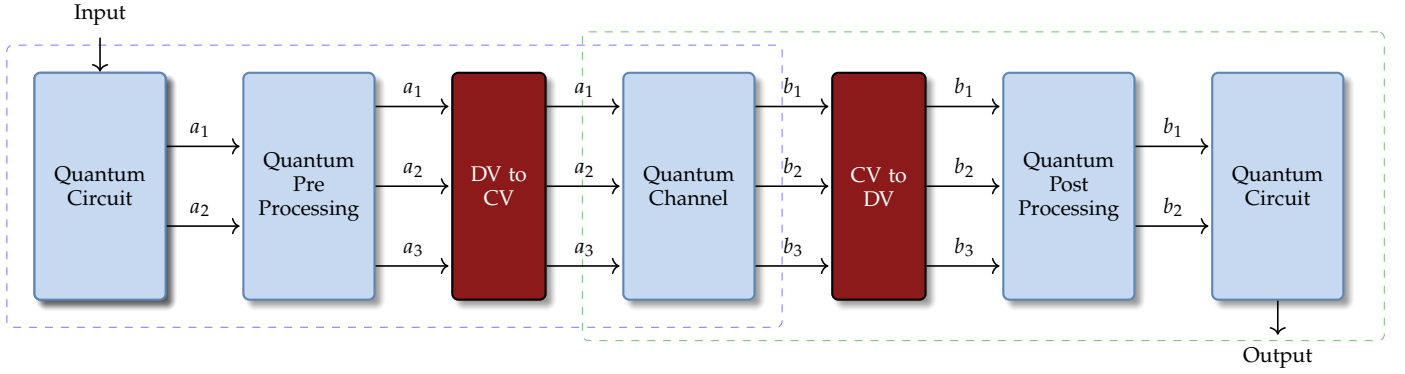 Input
Quantum
Circuit
a₁
a₂
Quantum
Pre
Processing
a₁
a₂
a₃
DV to
CV
a₁
a₂
a₃
Quantum
Channel
b₁
b₂
b₃
CV to
DV
b₁
b₂
b₃
Quantum
Post
Processing
b₁
b₂
Quantum
Circuit
Output